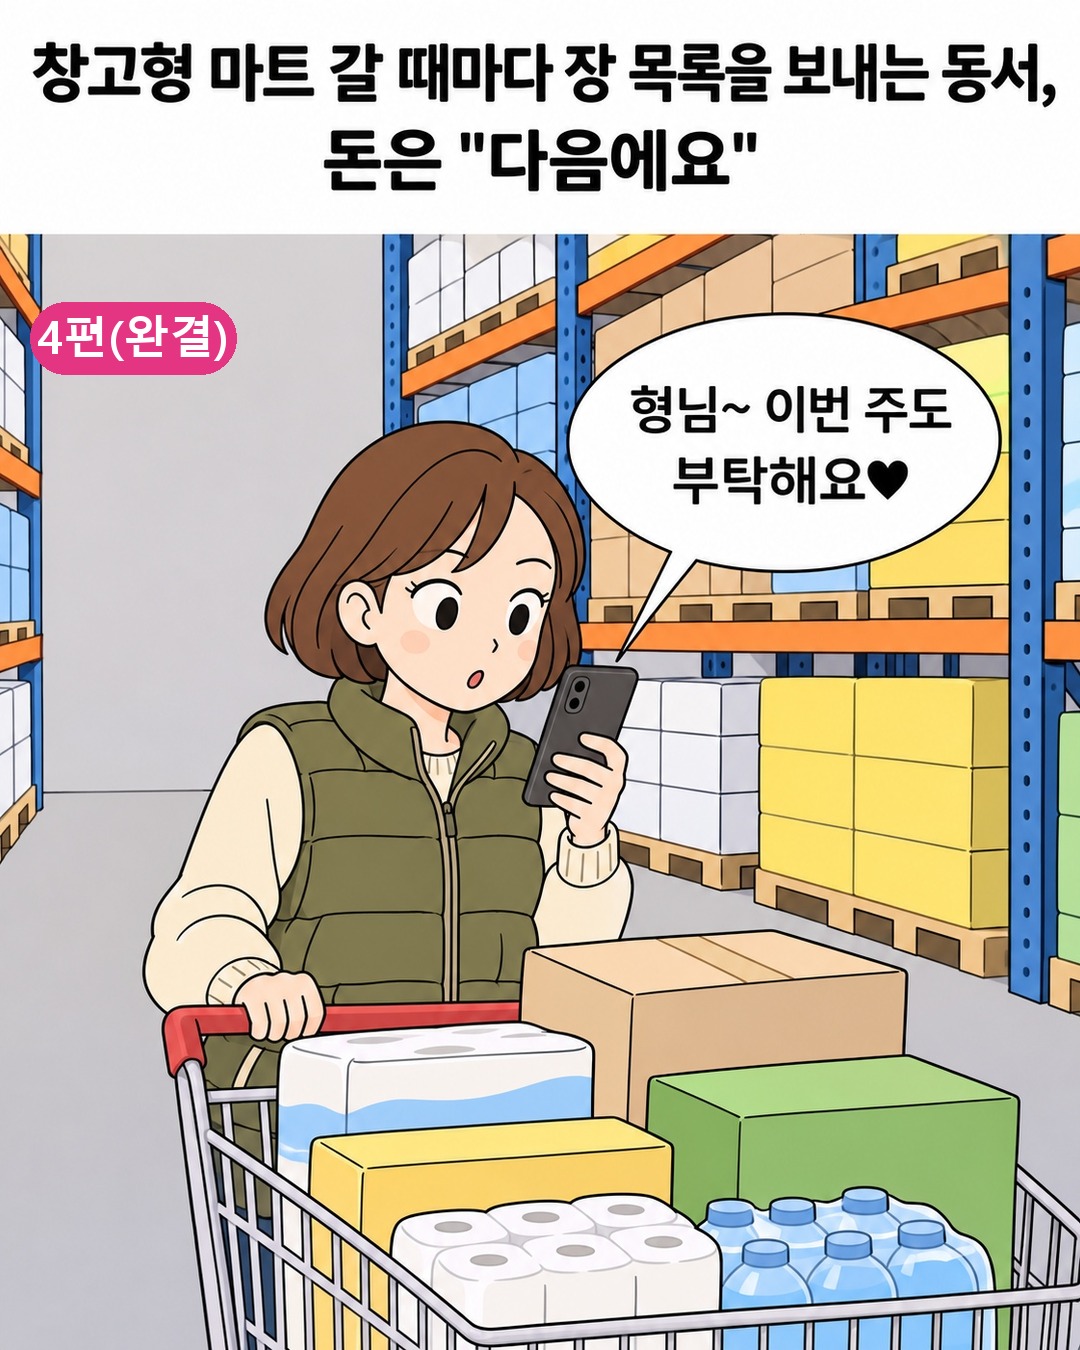 창고형 마트 갈 때마다 장 목록을 보내는 동서,
돈은 "다음에요"
4편(완결)
형님~ 이번 주도
부탁해요♥